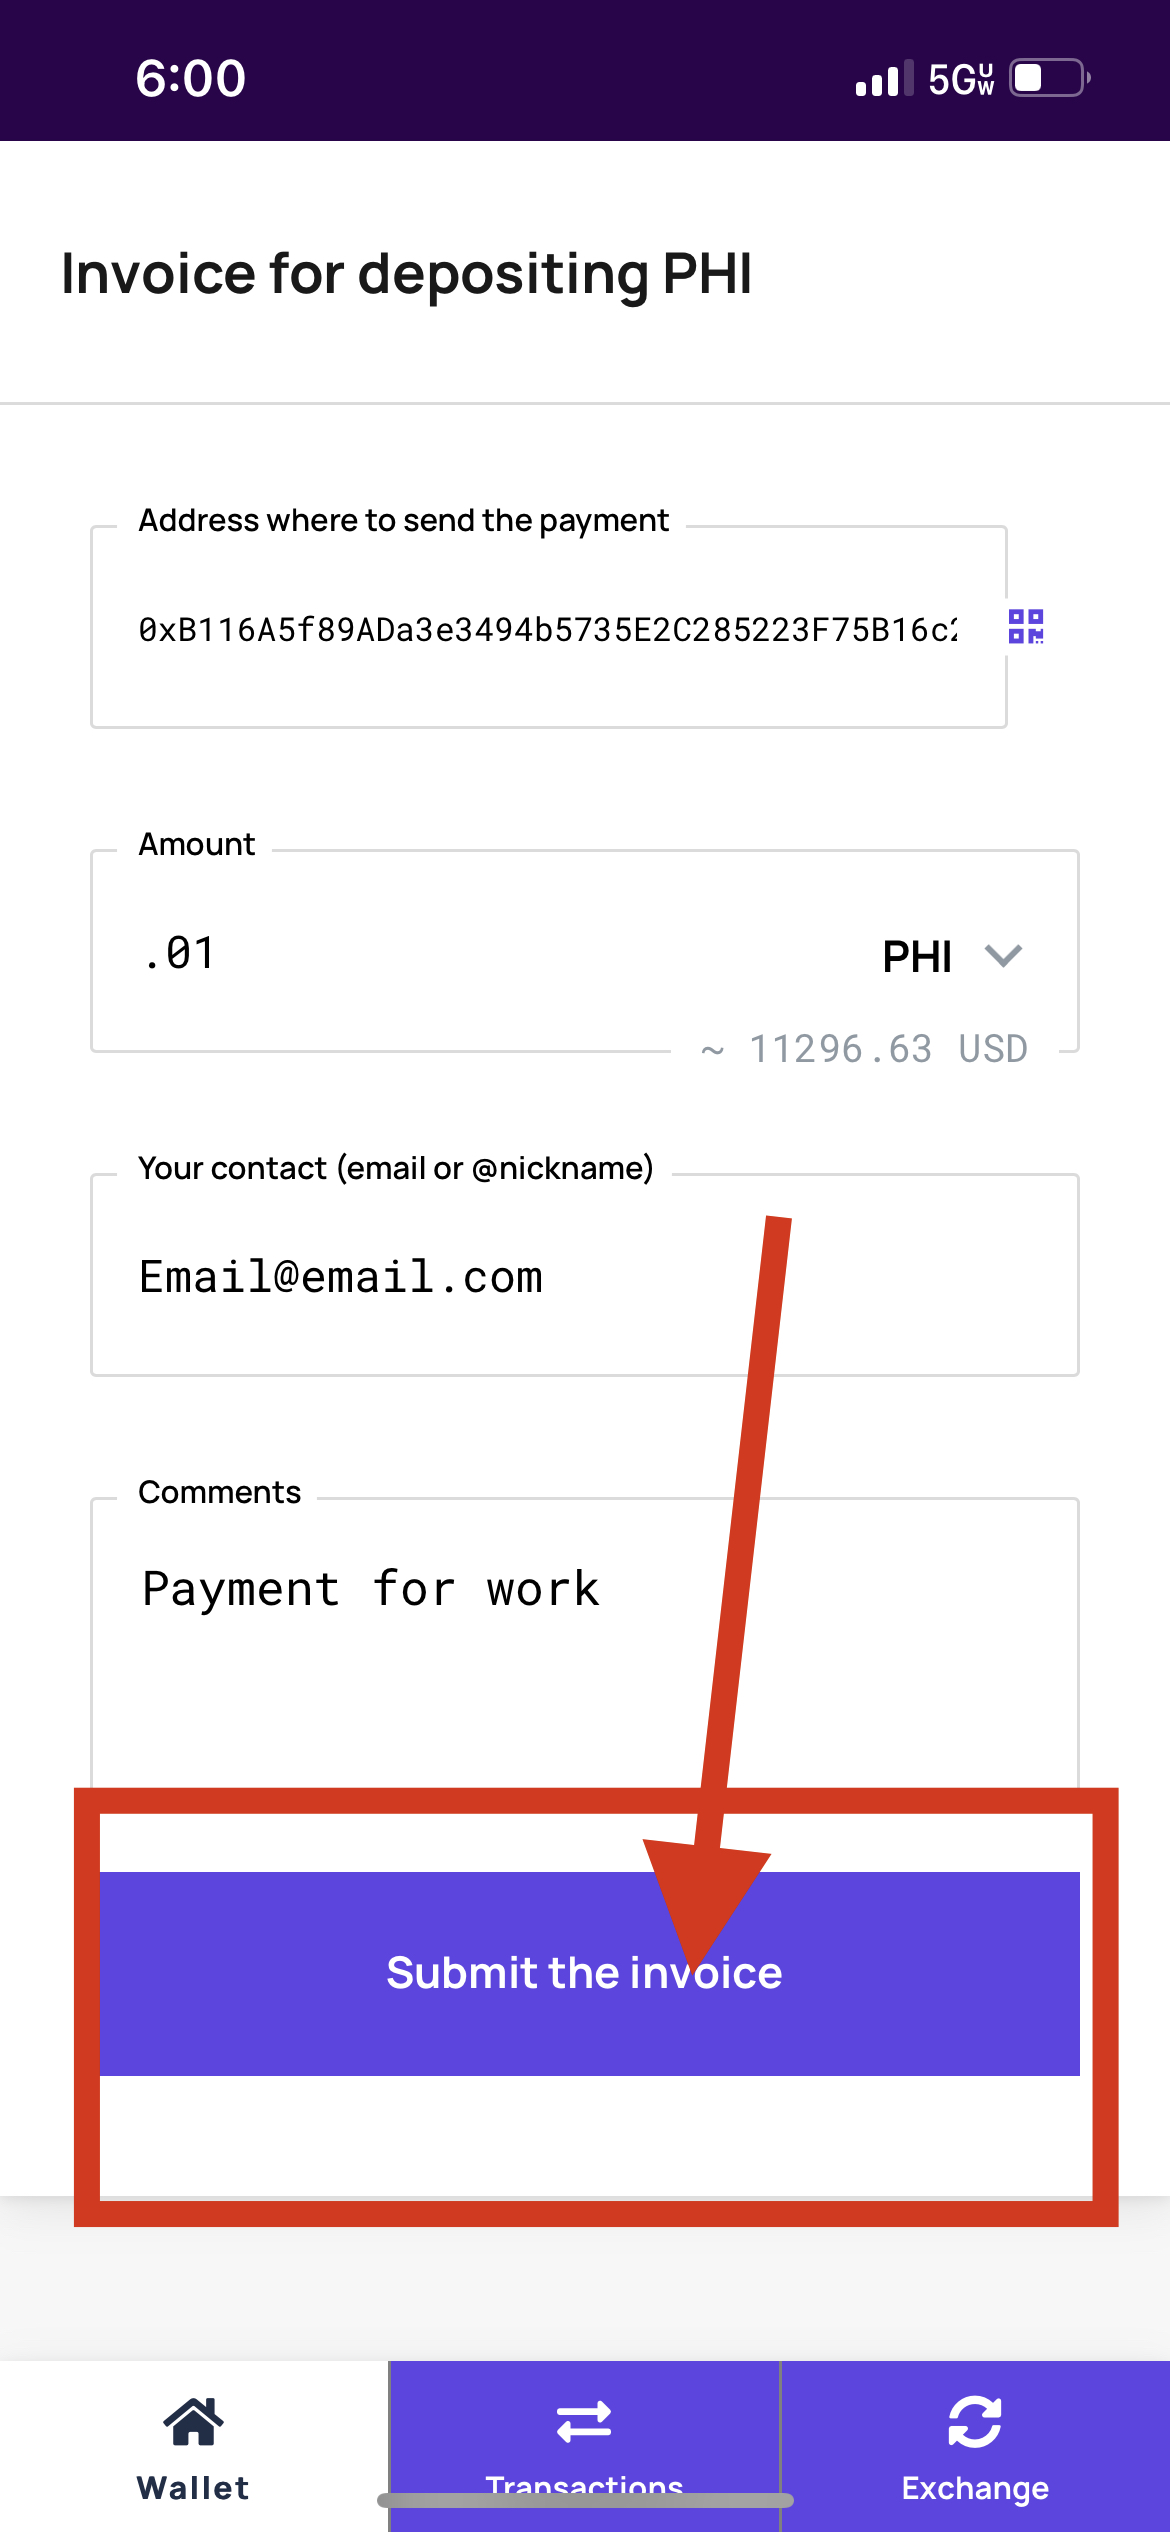 6:00
5G UW
Invoice for depositing PHI
Address where to send the payment
0xB116A5f89ADa3e3494b5735E2C285223F75B16c2
Amount
.01
PHI
~ 11296.63 USD
Your contact (email or @nickname)
Email@email.com
Comments
Payment for work
Submit the invoice
Wallet
Transactions
Exchange